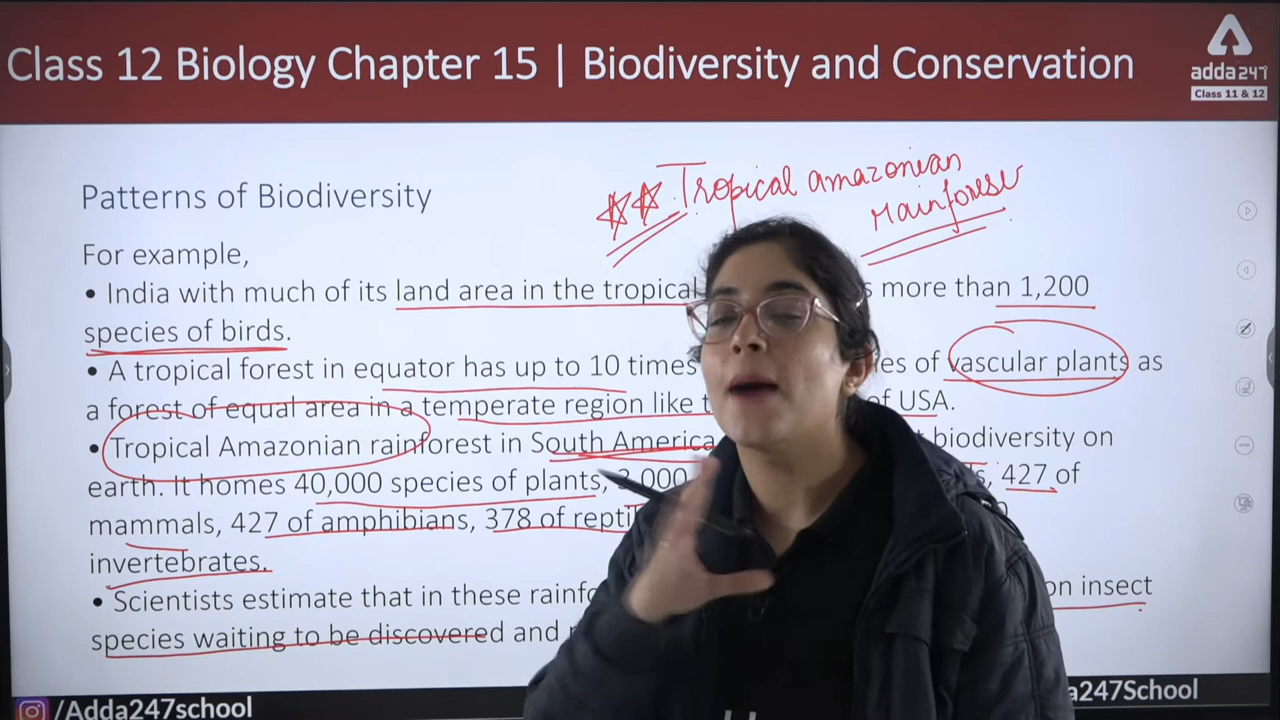 Class 12 Biology Chapter 15 | Biodiversity and Conservation
adda247
Class 11 & 12
Tropical amazonian
rainforest
Patterns of Biodiversity
For example,
• India with much of its land area in the tropical more than 1,200
species of birds.
• A tropical forest in equator has up to 10 times of vascular plants as
a forest of equal area in a temperate region like of USA.
• Tropical Amazonian rainforest in South America biodiversity on
earth. It homes 40,000 species of plants, 427 of
mammals, 427 of amphibians, 378 of
invertebrates.
• Scientists estimate that in these insect
species waiting to be discovered and
/Adda247school
a247School